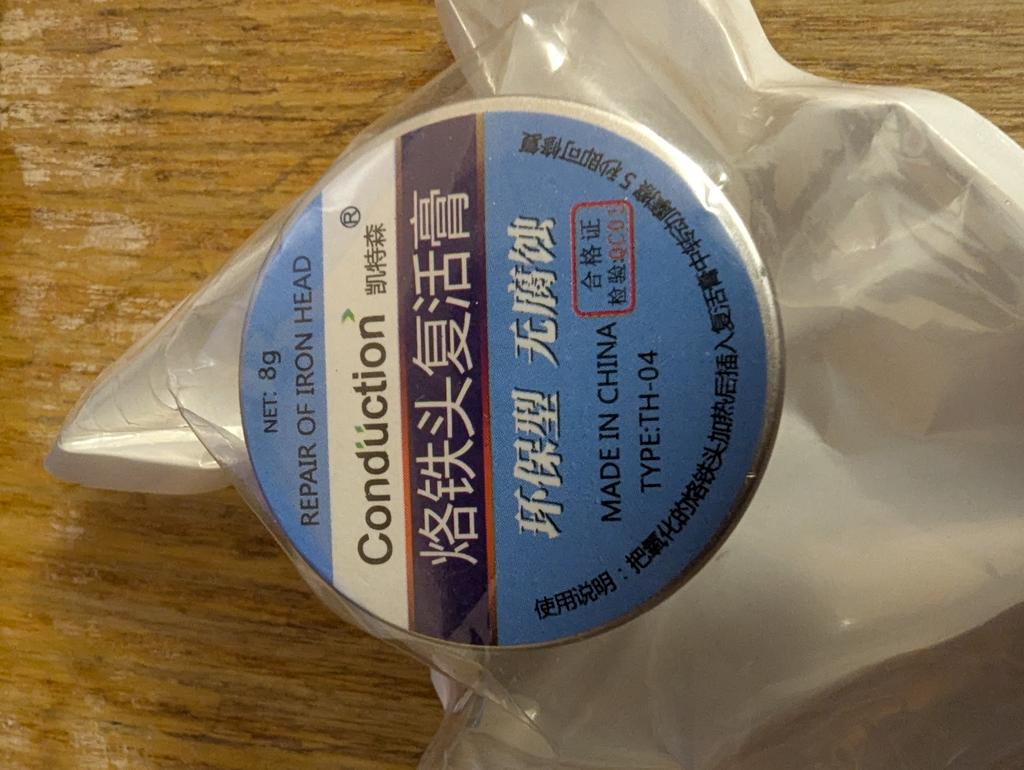 NET: 8g
REPAIR OF IRON HEAD
Conduction 凯特森 ®
烙铁头复活膏
环保型 无腐蚀
MADE IN CHINA
TYPE:TH-04
合格证
检验:QC03
使用说明：把氧化的烙铁头加热后插入复活膏中转动摩擦5秒即可修复